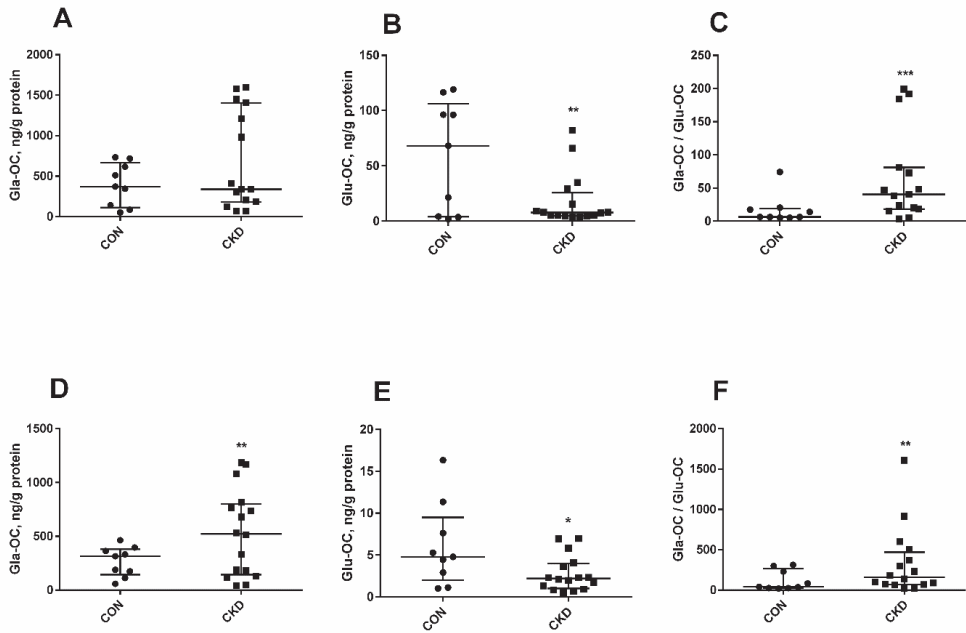 A
Gla-OC, ng/g protein
2000
1500
1000
500
0
CON
CKD
B
Glu-OC, ng/g protein
150
100
50
0
**
CON
CKD
C
Gla-OC / Glu-OC
250
200
150
100
50
0
***
CON
CKD
D
Gla-OC, ng/g protein
1500
1000
500
0
**
CON
CKD
E
Glu-OC, ng/g protein
20
15
10
5
0
*
CON
CKD
F
Gla-OC / Glu-OC
2000
1500
1000
500
0
**
CON
CKD